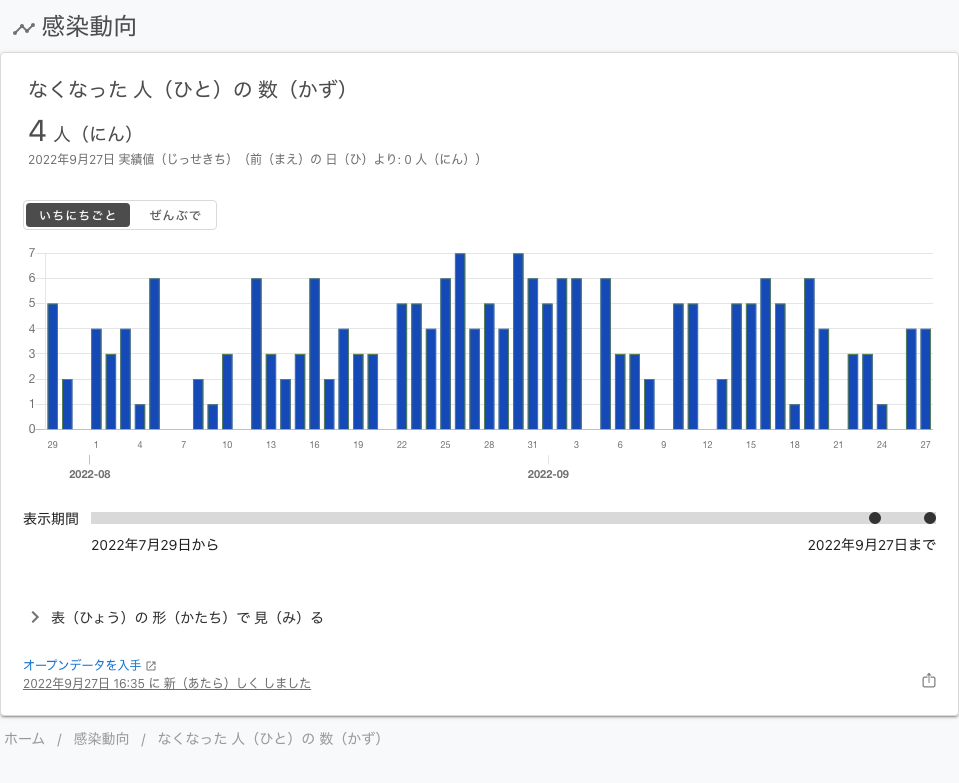 感染動向
なくなった 人（ひと）の 数（かず）
4 人（にん）
2022年9月27日 実績値（じっせきち）（前（まえ）の 日（ひ）より: 0 人（にん））
いちにちごと ぜんぶで
7
6
5
4
3
2
1
0
29 1 4 7 10 13 16 19 22 25 28 31 3 6 9 12 15 18 21 24 27
2022-08 2022-09
表示期間
2022年7月29日から 2022年9月27日まで
表（ひょう）の 形（かたち）で 見（み）る
オープンデータを入手
2022年9月27日 16:35 に 新（あたら）しく しました
ホーム / 感染動向 / なくなった 人（ひと）の 数（かず）